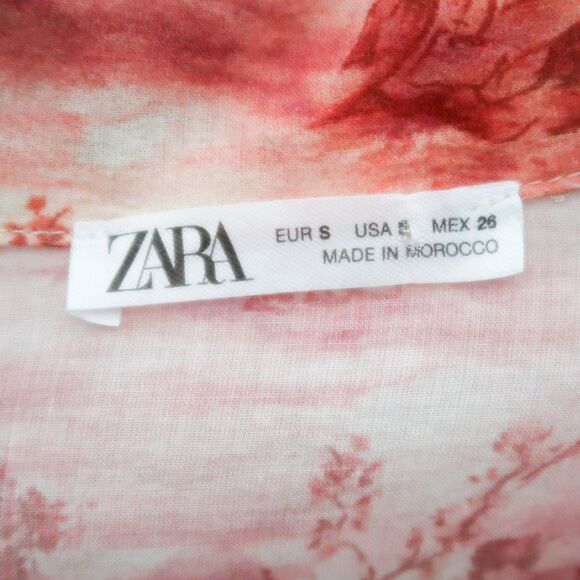 ZARA
EUR S USA MEX 26
MADE IN MOROCCO